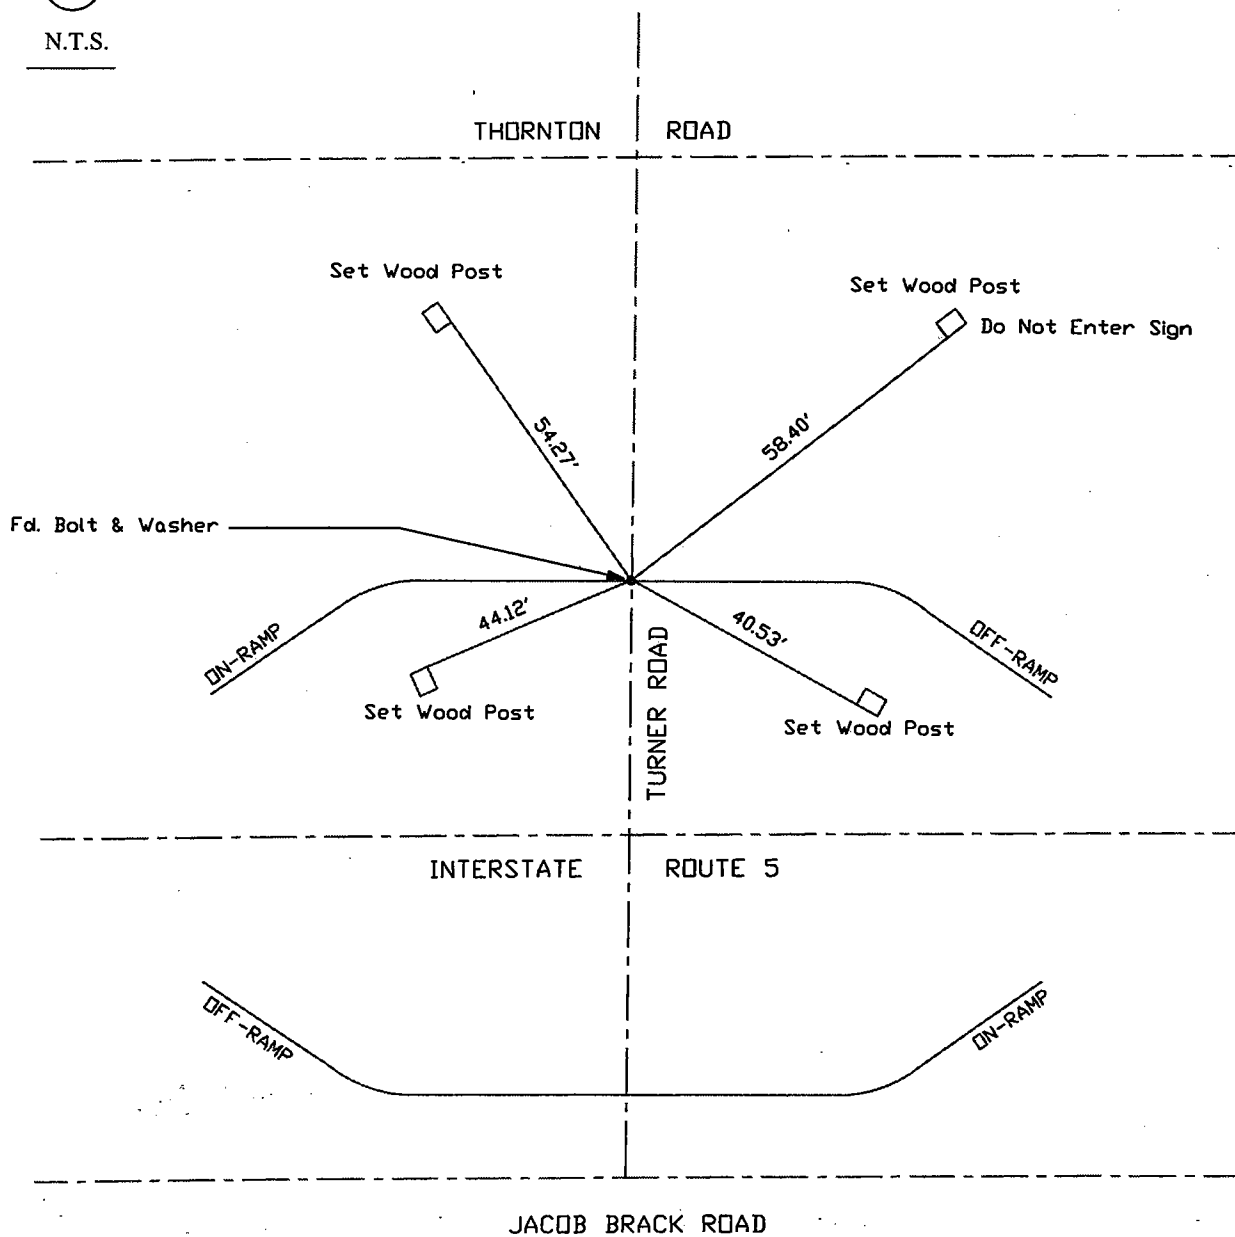 N.T.S.
THORNTON ROAD
Set Wood Post
Set Wood Post
Do Not Enter Sign
54.27'
58.40'
Fd. Bolt & Washer
44.12'
40.53'
ON-RAMP
OFF-RAMP
Set Wood Post
Set Wood Post
TURNER ROAD
INTERSTATE ROUTE 5
OFF-RAMP
ON-RAMP
JACOB BRACK ROAD